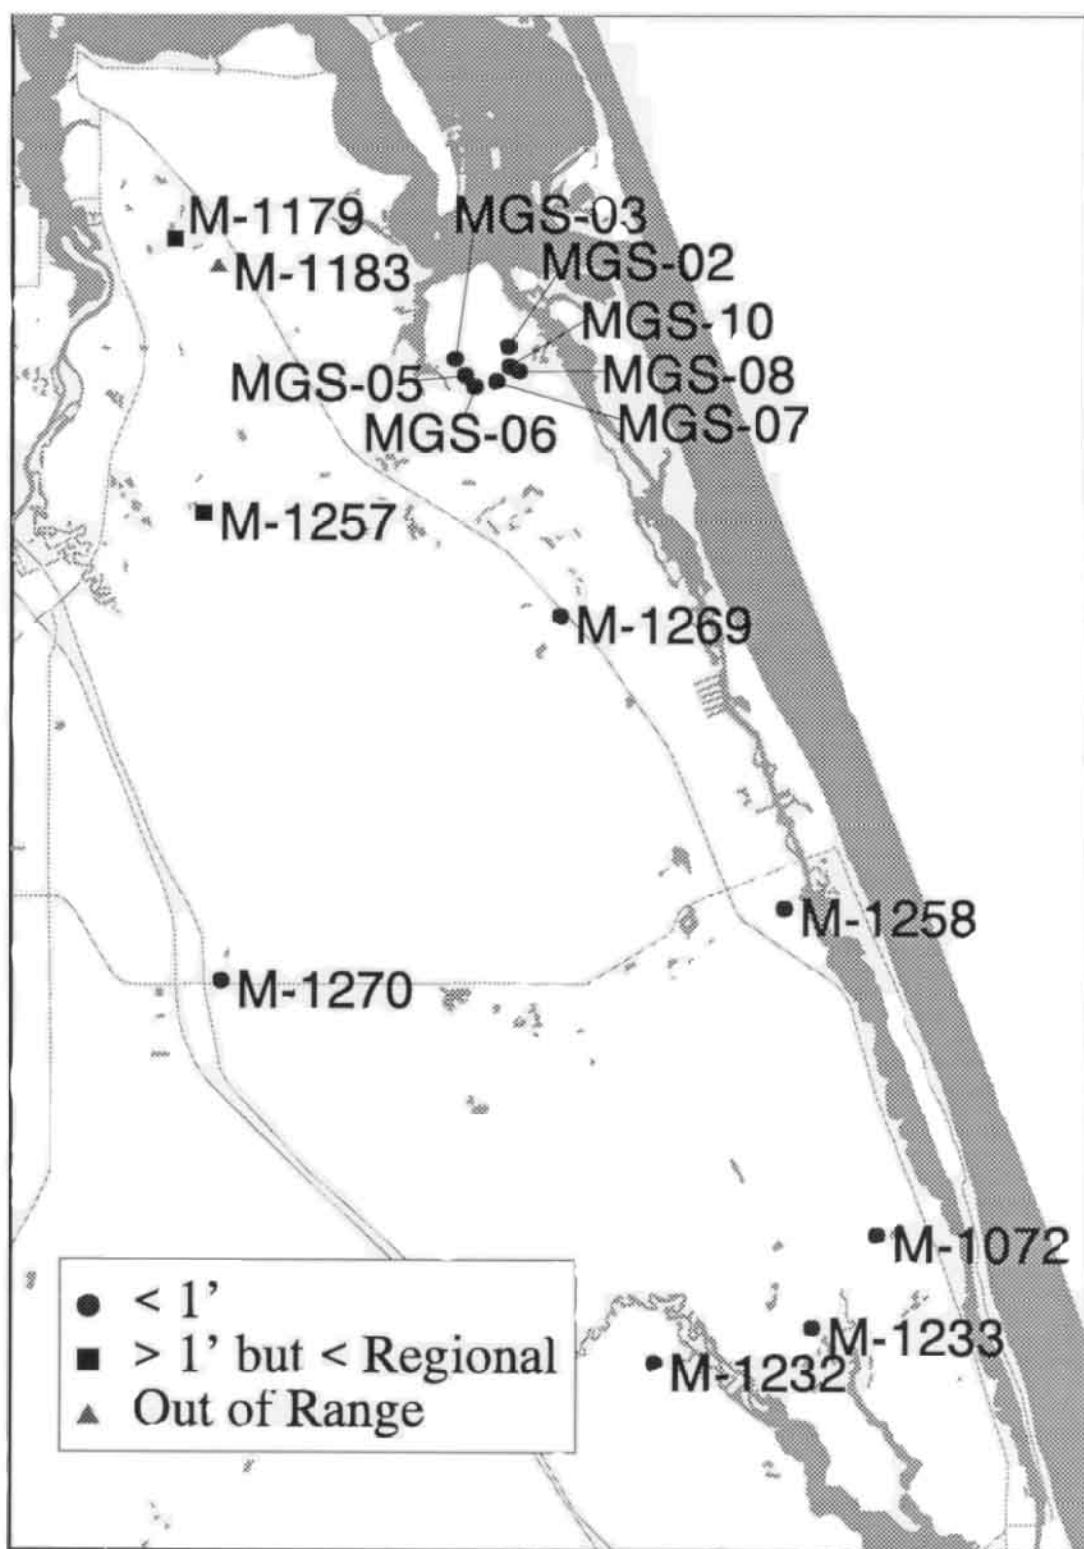 M-1179
MGS-03
M-1183
MGS-02
MGS-10
MGS-05
MGS-08
MGS-06
MGS-07
M-1257
M-1269
M-1258
M-1270
M-1072
M-1233
M-1232
< 1’
> 1’ but < Regional
Out of Range